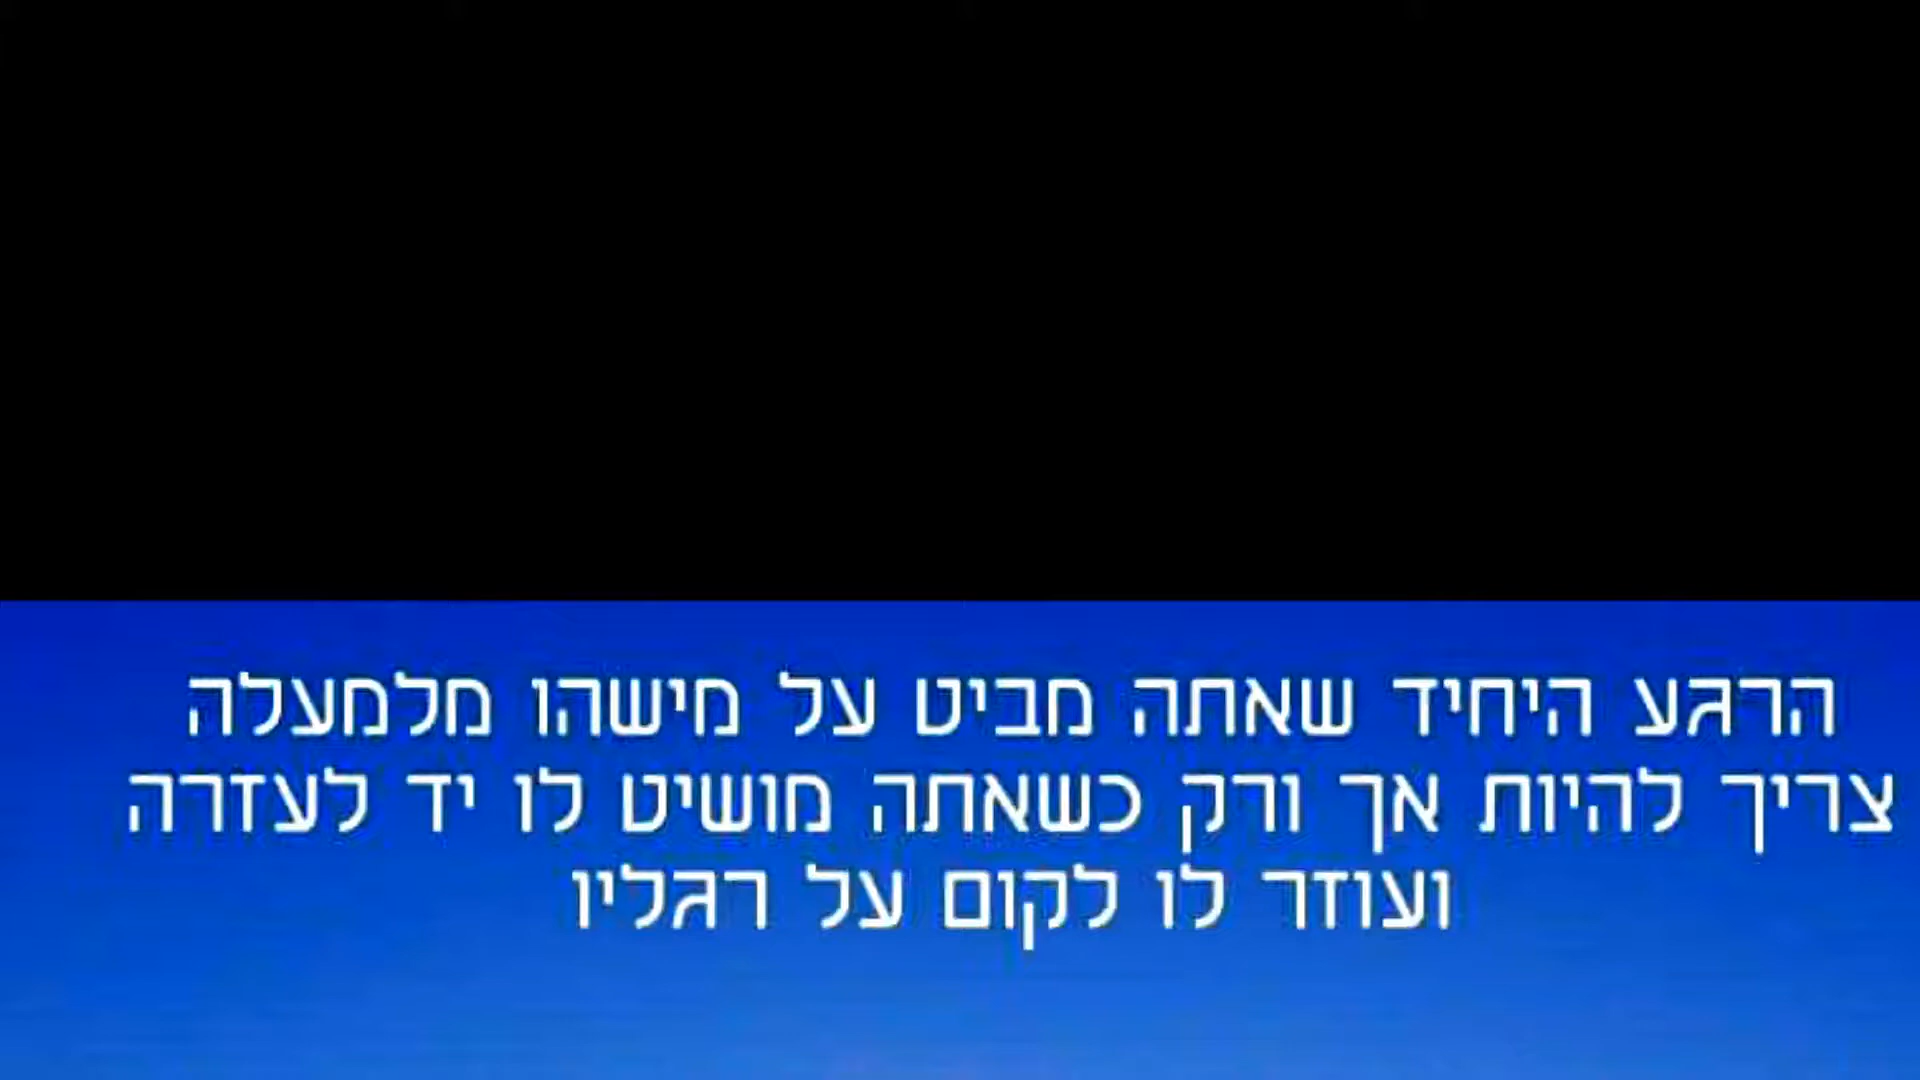 הרגע היחיד שאתה מביט על מישהו מלמעלה
צריך להיות אך ורק כשאתה מושיט לו יד לעזרה
ועוזר לו לקום על רגליו